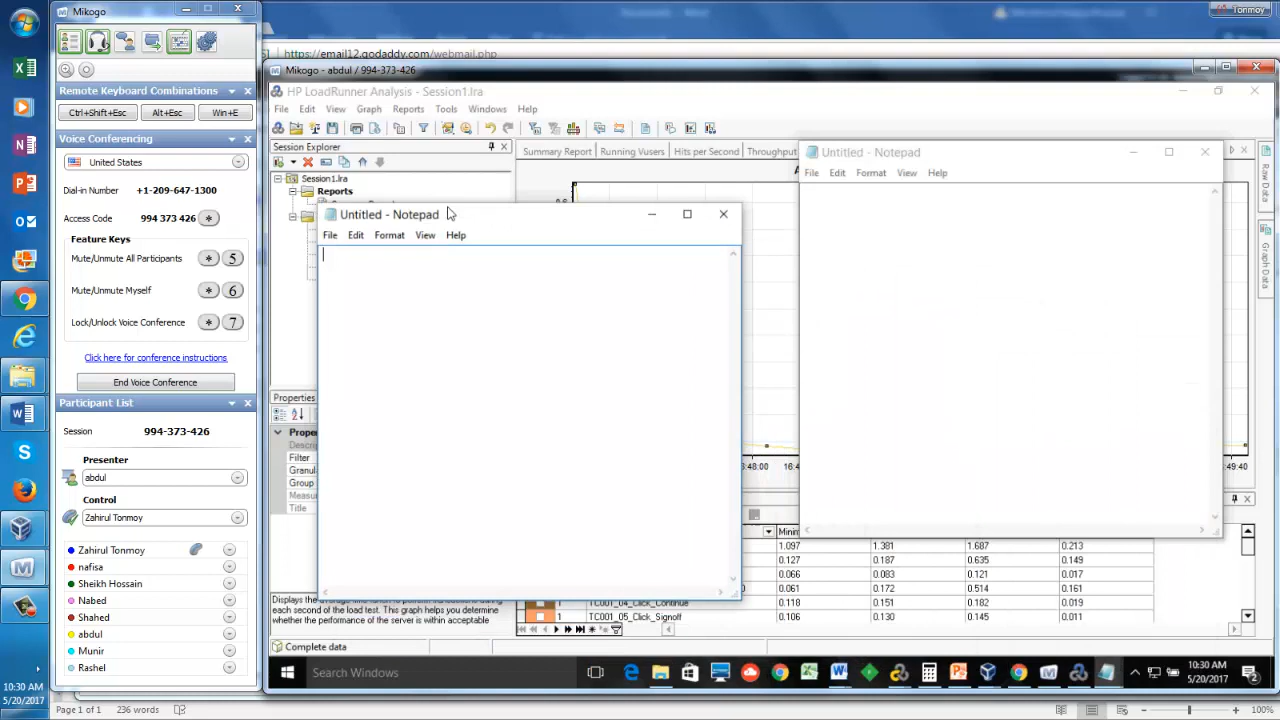 Mikogo
Tonmoy
https://email12.godaddy.com/webmail.php
Remote Keyboard Combinations
Ctrl+Shift+Esc
Alt+Esc
Win+E
Voice Conferencing
United States
Dial-in Number +1-209-647-1300
Access Code 994 373 426 *
Feature Keys
Mute/Unmute All Participants * 5
Mute/Unmute Myself * 6
Lock/Unlock Voice Conference * 7
Click here for conference instructions
End Voice Conference
Participant List
Session 994-373-426
Presenter
abdul
Control
Zahirul Tonmoy
Zahirul Tonmoy
nafisa
Sheikh Hossain
Nabed
Shahed
abdul
Munir
Rashel
Mikogo - abdul / 994-373-426
HP LoadRunner Analysis - Session1.lra
File Edit View Graph Reports Tools Windows Help
Session Explorer
Session1.lra
Reports
Summary Report Running Vusers Hits per Second Throughput
Raw Data
Graph Data
Untitled - Notepad
File Edit Format View Help
Untitled - Notepad
File Edit Format View Help
Properties
Filter
Group
Title
Displays the average time taken to perform transactions during
each second of the load test. This graph helps you determine
whether the performance of the server is within acceptable
Complete data
1.097 1.381 1.687 0.213
0.127 0.187 0.635 0.149
0.066 0.083 0.121 0.017
0.061 0.172 0.514 0.161
1 TC001_04_Click_Continue 0.118 0.151 0.182 0.019
1 TC001_05_Click_Signoff 0.106 0.130 0.145 0.011
Search Windows
10:30 AM
5/20/2017
2
10:30 AM
5/20/2017
Page 1 of 1 236 words
100%